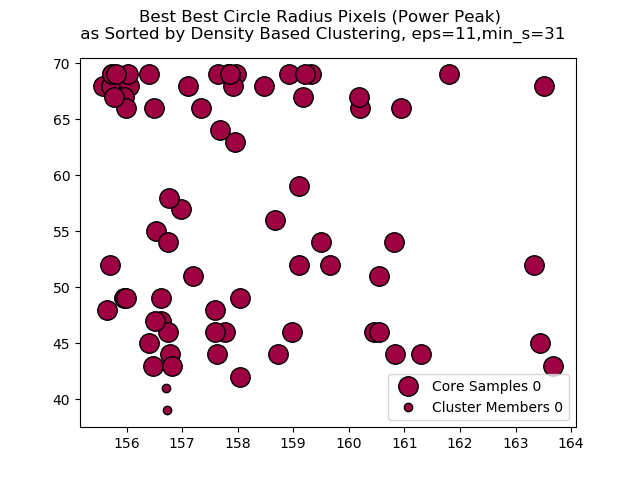 Best Best Circle Radius Pixels (Power Peak)
as Sorted by Density Based Clustering, eps=11,min_s=31
70
65
60
55
50
45
40
Core Samples 0
Cluster Members 0
156 157 158 159 160 161 162 163 164